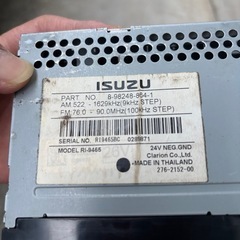 ISUZU
PART NO. 8-98248-864-1
AM:522 - 1629kHz(9kHz STEP)
FM:76.0 - 90.0MHz(100kHz STEP)
SERIAL NO. RI9465BC 0289871
MODEL RI-9465 24V NEG.GND
Clarion Co.,Ltd.
MADE IN THAILAND
276-2152-00